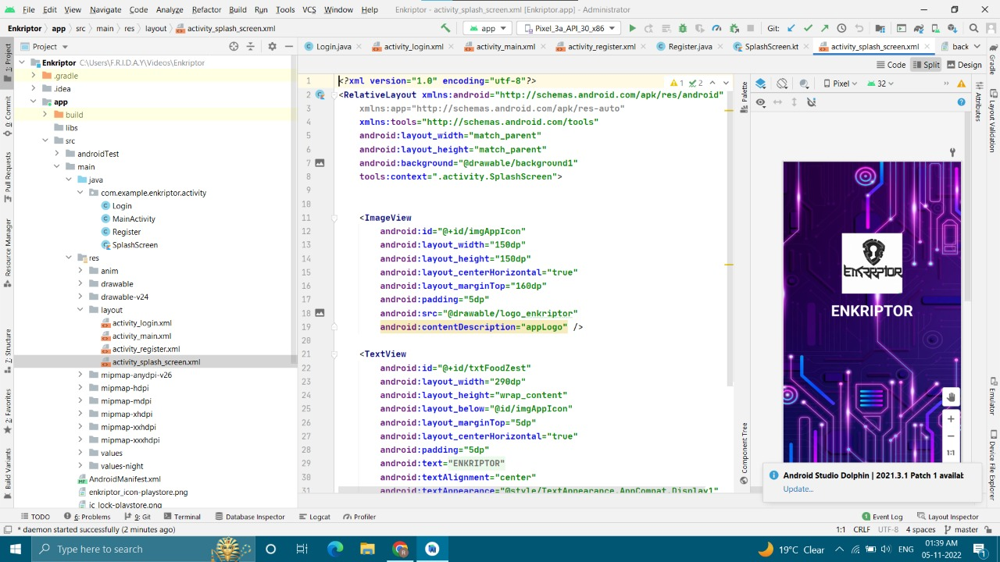 File Edit View Navigate Code Analyze Refactor Build Run Tools VCS Window Help Enkriptor - activity_splash_screen.xml [Enkriptor.app] - Administrator
Enkriptor app src main res layout activity_splash_screen.xml app Pixel_3a_API_30_x86 Git:
Project Login.java activity_login.xml activity_main.xml activity_register.xml Register.java SplashScreen.kt activity_splash_screen.xml back
Code Split Design
Enkriptor C:\Users\F.R.I.D.A.Y\Videos\Enkriptor
.gradle
.idea
app
build
libs
src
androidTest
main
java
com.example.enkriptor.activity
Login
MainActivity
Register
SplashScreen
res
anim
drawable
drawable-v24
layout
activity_login.xml
activity_main.xml
activity_register.xml
activity_splash_screen.xml
mipmap-anydpi-v26
mipmap-hdpi
mipmap-mdpi
mipmap-xhdpi
mipmap-xxhdpi
mipmap-xxxhdpi
values
values-night
AndroidManifest.xml
enkriptor_icon-playstore.png
ic_lock-playstore.png
1: Project
0: Commit
Pull Requests
Resource Manager
Z: Structure
2: Favorites
Build Variants
1 <?xml version="1.0" encoding="utf-8"?> 1 2
2 <RelativeLayout xmlns:android="http://schemas.android.com/apk/res/android"
3 xmlns:app="http://schemas.android.com/apk/res-auto"
4 xmlns:tools="http://schemas.android.com/tools"
5 android:layout_width="match_parent"
6 android:layout_height="match_parent"
7 android:background="@drawable/background1"
8 tools:context=".activity.SplashScreen">
9
10
11 <ImageView
12 android:id="@+id/imgAppIcon"
13 android:layout_width="150dp"
14 android:layout_height="150dp"
15 android:layout_centerHorizontal="true"
16 android:layout_marginTop="160dp"
17 android:padding="5dp"
18 android:src="@drawable/logo_enkriptor"
19 android:contentDescription="appLogo" />
20
21 <TextView
22 android:id="@+id/txtFoodZest"
23 android:layout_width="290dp"
24 android:layout_height="wrap_content"
25 android:layout_below="@id/imgAppIcon"
26 android:layout_marginTop="5dp"
27 android:layout_centerHorizontal="true"
28 android:padding="5dp"
29 android:text="ENKRIPTOR"
30 android:textAlignment="center"
31 android:textAppearance="@style/TextAppearance.AppCompat.Display1"
Palette
Component Tree
Pixel 32
ENKRIPTOR
ENKRIPTOR
1:1
Android Studio Dolphin | 2021.3.1 Patch 1 availab
Update...
Gradle
Layout Validation
Attributes
Emulator
Device File Explorer
TODO 6: Problems 9: Git Terminal Database Inspector Logcat Profiler 1 Event Log Layout Inspector
* daemon started successfully (2 minutes ago) 1:1 CRLF UTF-8 4 spaces master
Type here to search 19°C Clear ENG 01:39 AM
05-11-2022 1